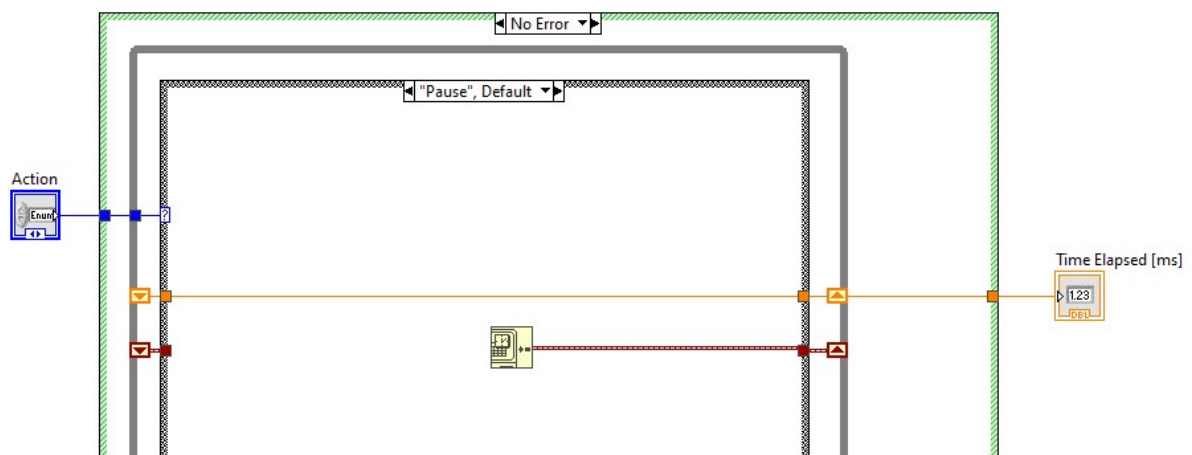 No Error
"Pause", Default
Action
Enum
?
Time Elapsed [ms]
1.23
DBL